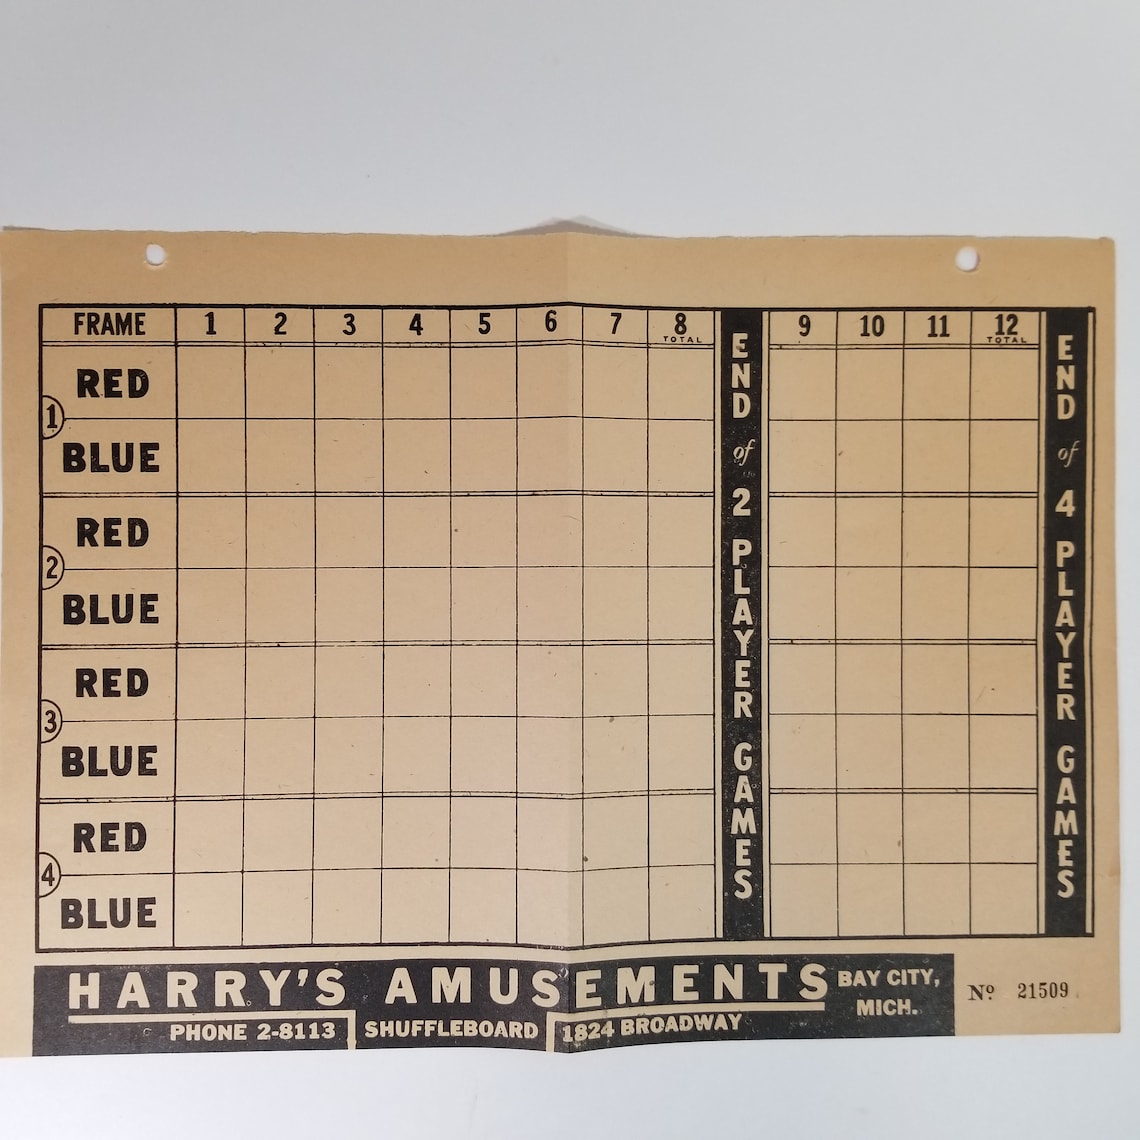 FRAME 1 2 3 4 5 6 7 8 TOTAL 9 10 11 12 TOTAL
1
RED
BLUE
2
RED
BLUE
3
RED
BLUE
4
RED
BLUE
END of 2 PLAYER GAMES
END of 4 PLAYER GAMES
HARRY'S AMUSEMENTS BAY CITY, MICH.
PHONE 2-8113 SHUFFLEBOARD 1824 BROADWAY
Nº 21509